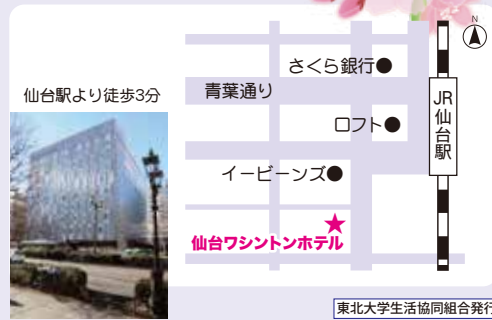 N
さくら銀行●
仙台駅より徒歩3分
青葉通り
JR仙台駅
ロフト●
イービーンズ●
★
仙台ワシントンホテル
東北大学生活協同組合発行